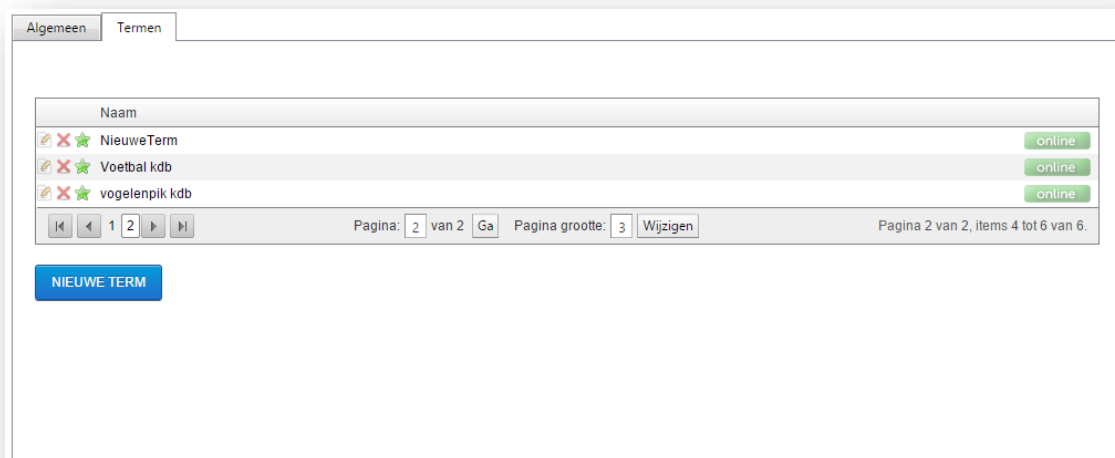 Algemeen Termen
Naam
NieuweTerm online
Voetbal kdb online
vogelenpik kdb online
1 2 Pagina: 2 van 2 Ga Pagina grootte: 3 Wijzigen Pagina 2 van 2, items 4 tot 6 van 6.
NIEUWE TERM